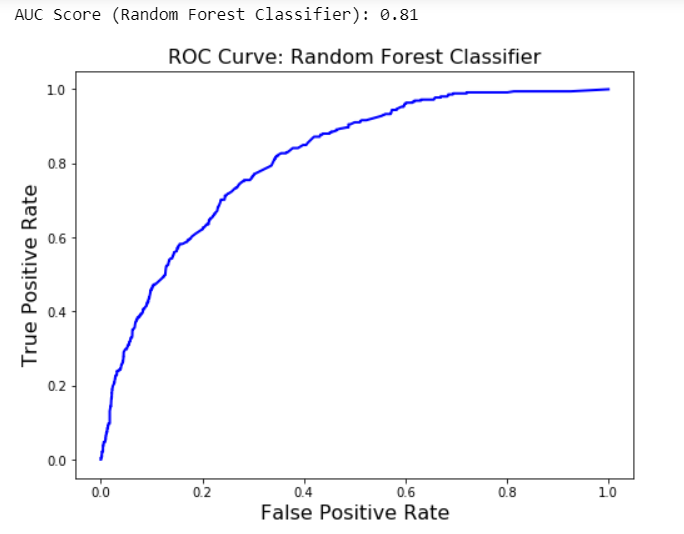 AUC Score (Random Forest Classifier): 0.81
ROC Curve: Random Forest Classifier
1.0
0.8
0.6
0.4
0.2
0.0
True Positive Rate
0.0 0.2 0.4 0.6 0.8 1.0
False Positive Rate